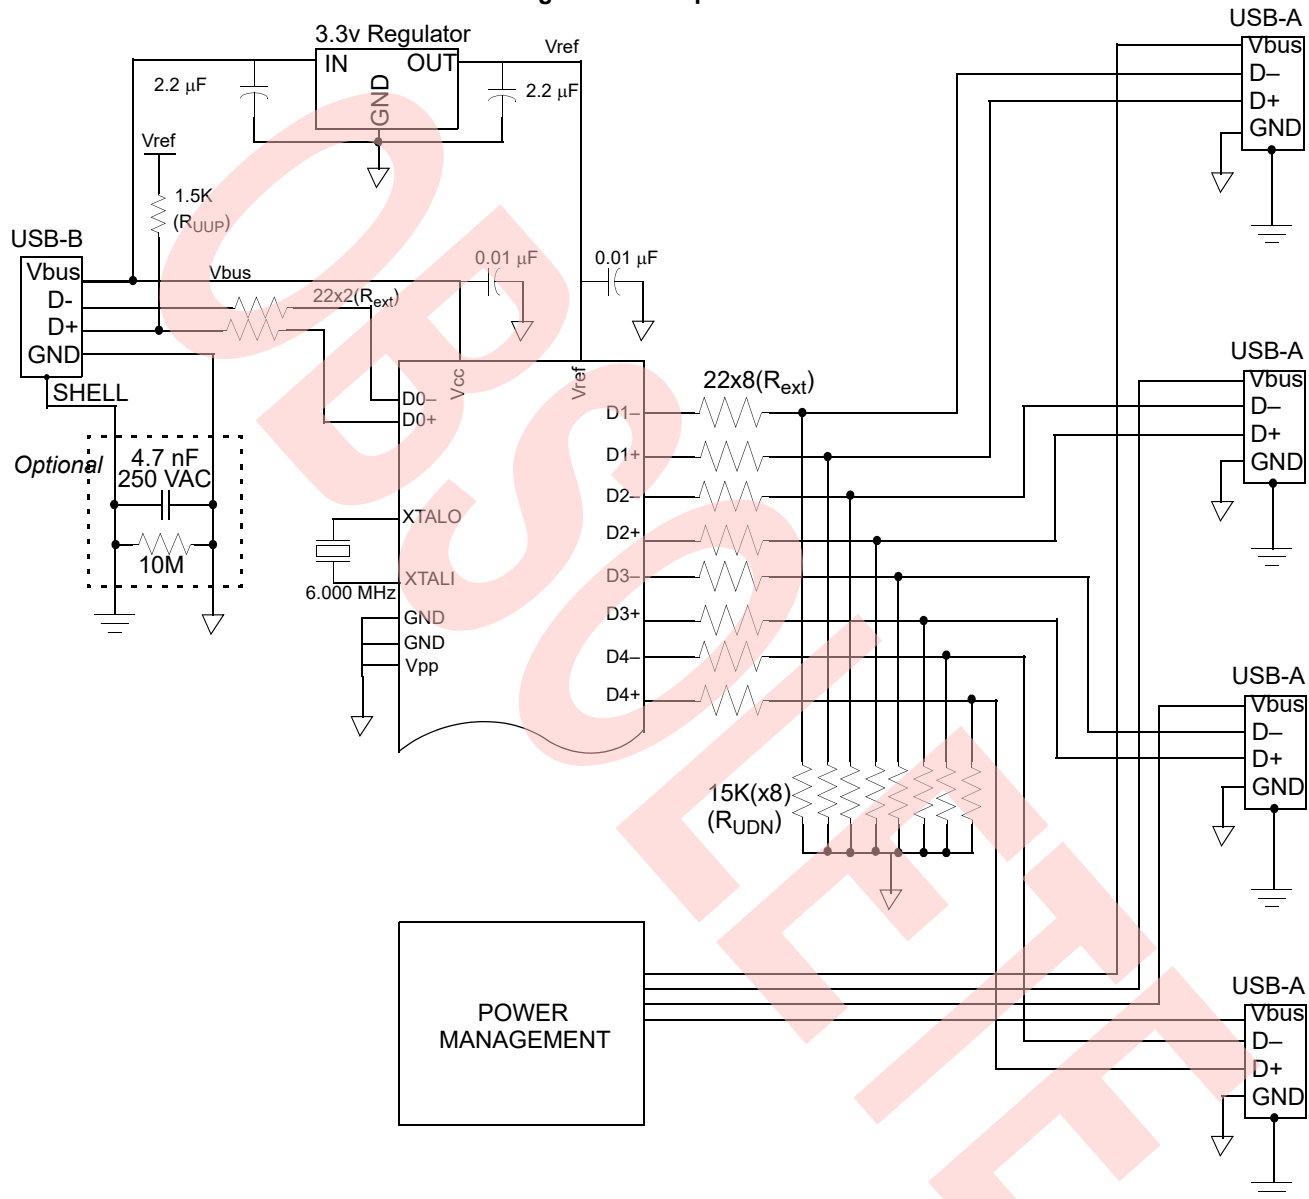 3.3v Regulator
IN
OUT
GND
Vref
2.2 µF
2.2 µF
Vref
1.5K
(RUUP)
USB-B
Vbus
D-
D+
GND
SHELL
Vbus
22x2(Rext)
0.01 µF
0.01 µF
Optional
4.7 nF
250 VAC
10M
Vcc
Vref
D0–
D0+
XTALO
XTALI
6.000 MHz
GND
GND
Vpp
D1–
D1+
D2–
D2+
D3–
D3+
D4–
D4+
22x8(Rext)
15K(x8)
(RUDN)
POWER
MANAGEMENT
USB-A
Vbus
D–
D+
GND
USB-A
Vbus
D–
D+
GND
USB-A
Vbus
D–
D+
GND
USB-A
Vbus
D–
D+
GND
OBSOLETE